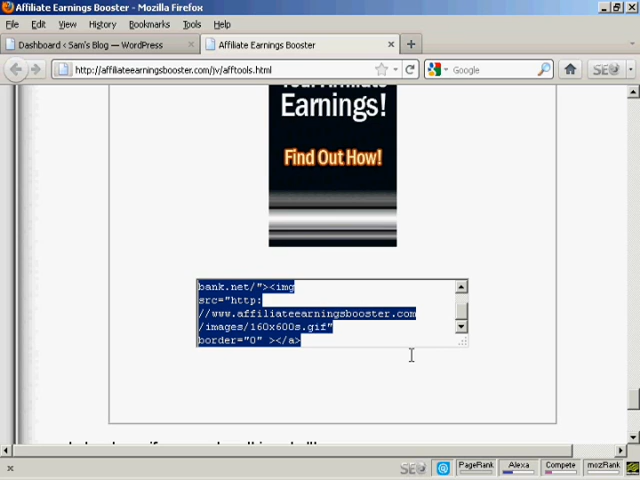 Affiliate Earnings Booster - Mozilla Firefox
File Edit View History Bookmarks Tools Help
Dashboard ‹ Sam's Blog — WordPress
Affiliate Earnings Booster
http://affiliateearningsbooster.com/jv/afftools.html
Google
SEO
Earnings!
Find Out How!
bank.net/"><img
src="http:
//www.affiliateearningsbooster.com
/images/160x600s.gif"
border="0" ></a>
SEO PageRank Alexa Compete mozRank